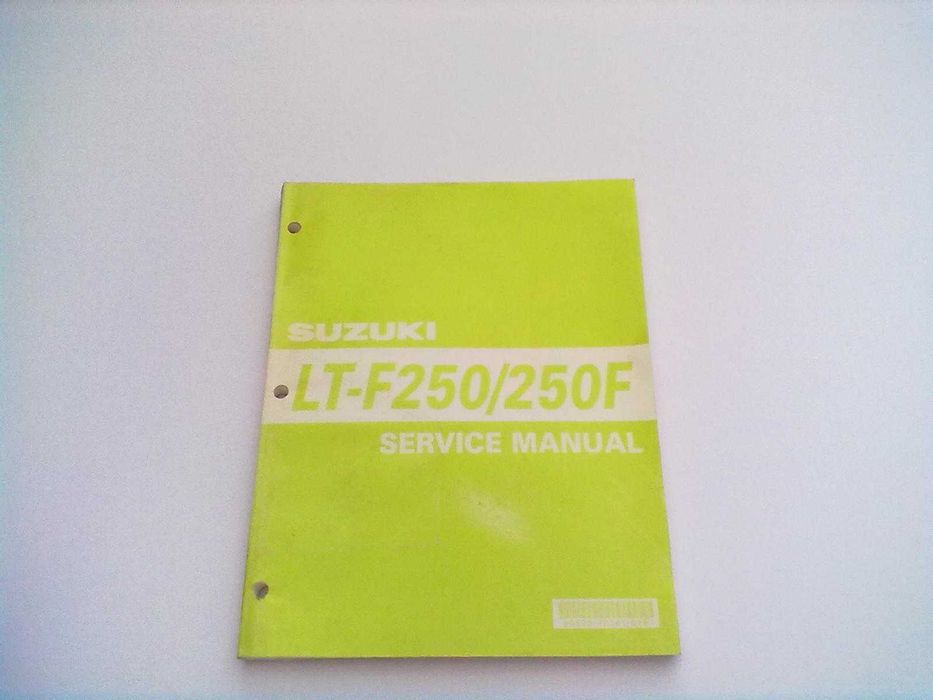 SUZUKI
LT-F250/250F
SERVICE MANUAL